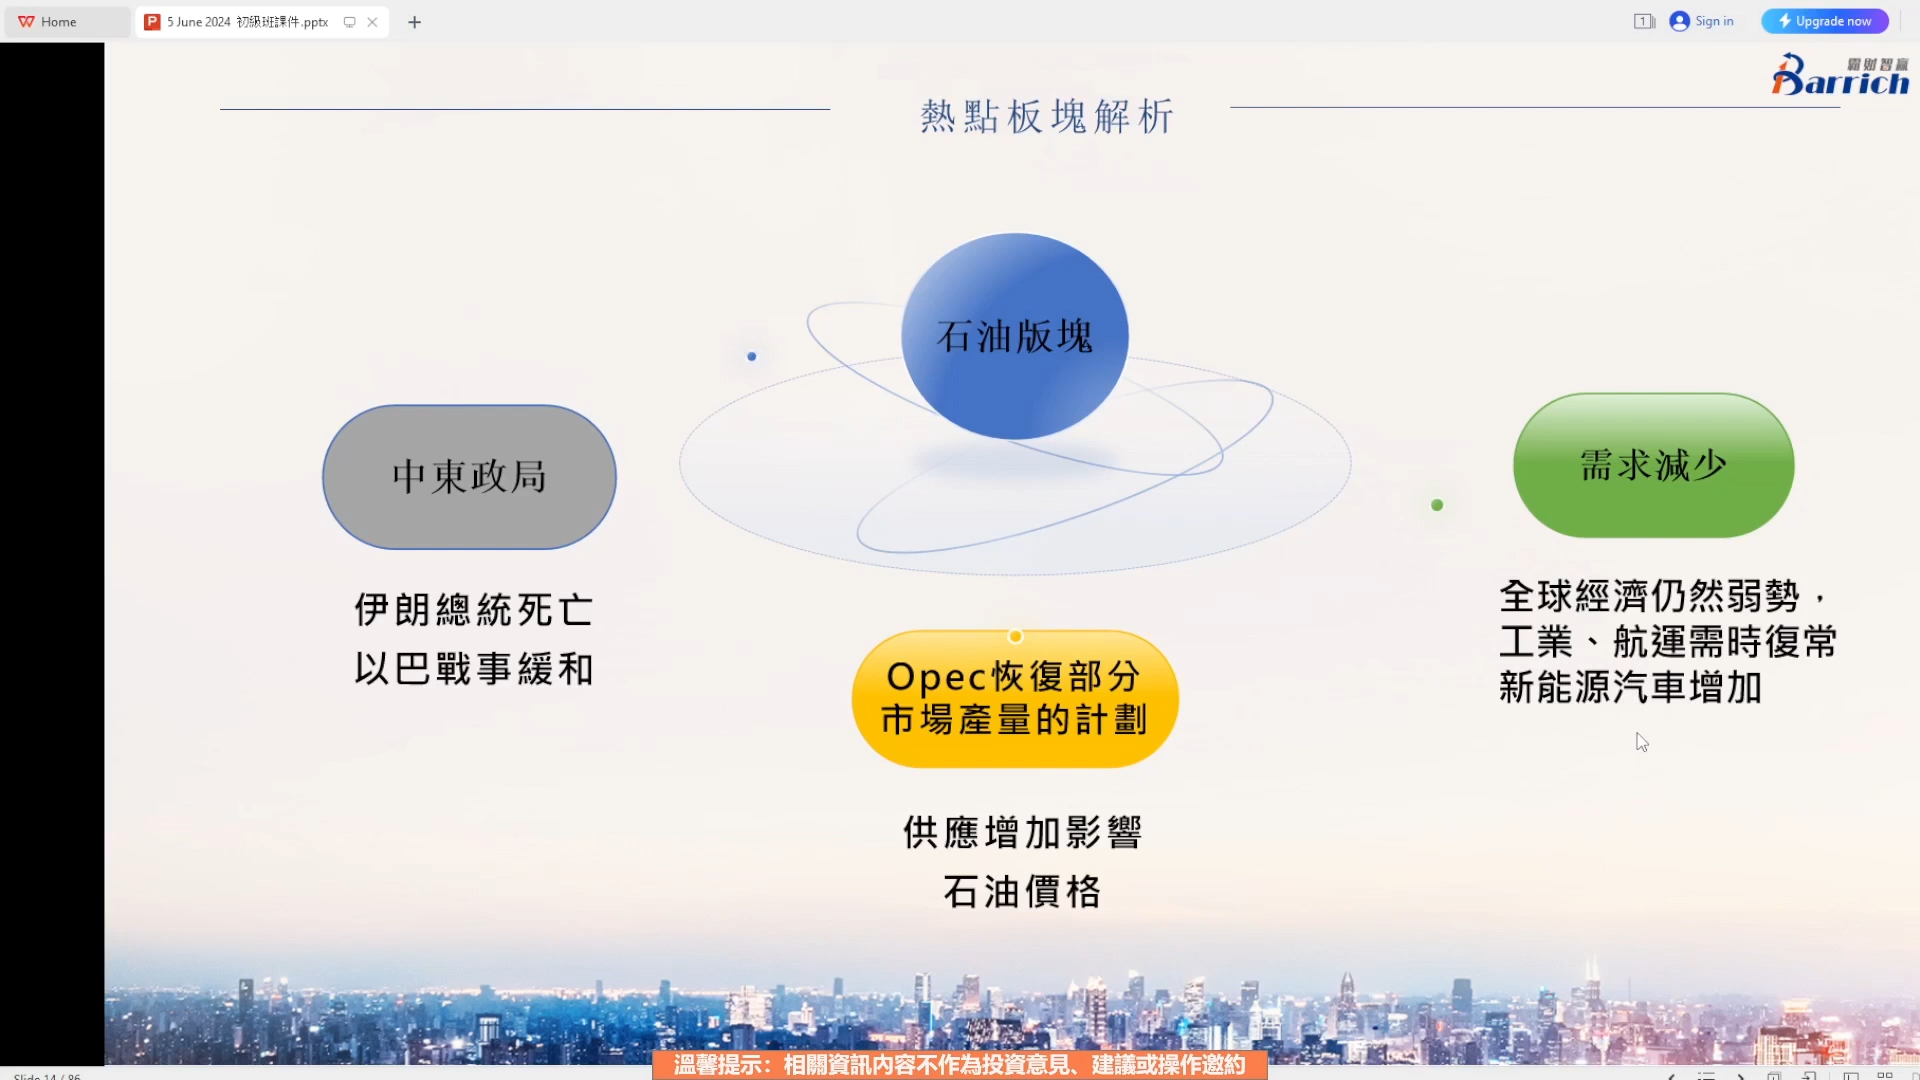 Home
5 June 2024 初級班課件.pptx
1
Sign in
Upgrade now
霸財智贏
Barrich
熱點板塊解析
石油版塊
中東政局
伊朗總統死亡
以巴戰事緩和
Opec恢復部分
市場產量的計劃
供應增加影響
石油價格
需求減少
全球經濟仍然弱勢，
工業、航運需時復常
新能源汽車增加
溫馨提示：相關資訊內容不作為投資意見、建議或操作邀約
Slide 14 / 86